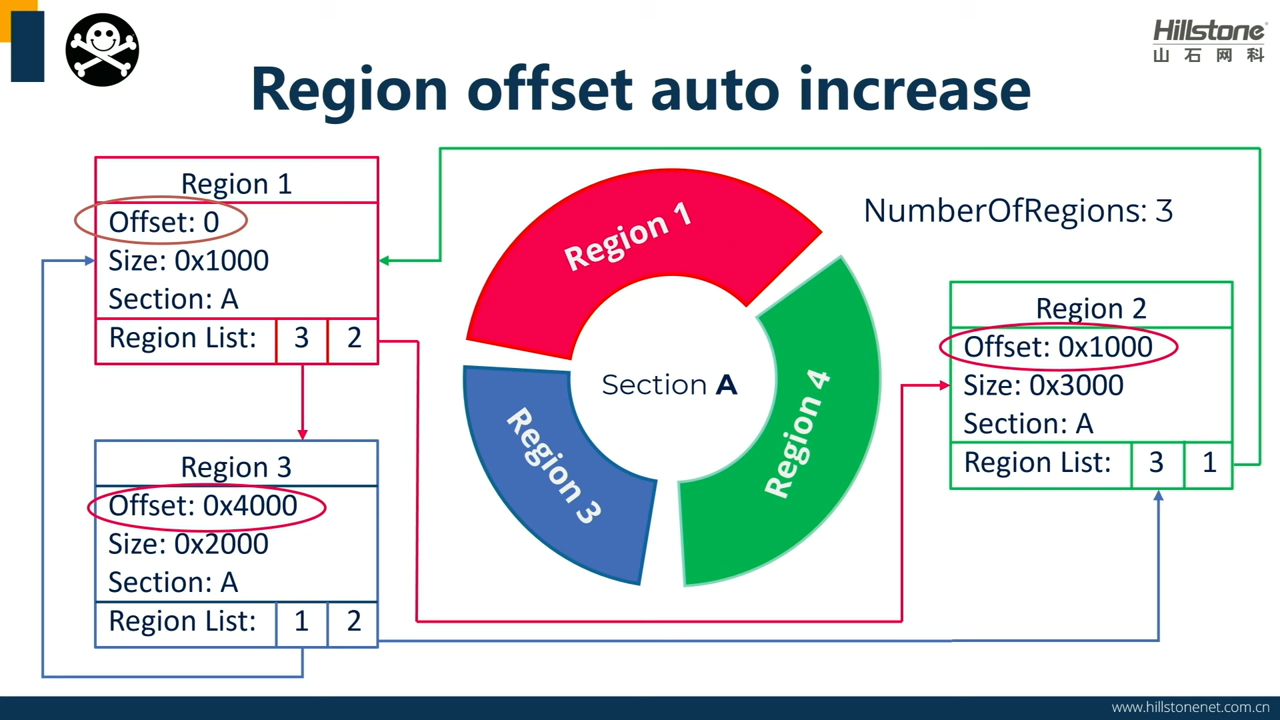 Hillstone
山石网科
Region offset auto increase
Region 1
Offset: 0
Size: 0x1000
Section: A
Region List: 3 2
Region 3
Offset: 0x4000
Size: 0x2000
Section: A
Region List: 1 2
Region 1
Region 4
Region 3
Section A
NumberOfRegions: 3
Region 2
Offset: 0x1000
Size: 0x3000
Section: A
Region List: 3 1
www.hillstonenet.com.cn